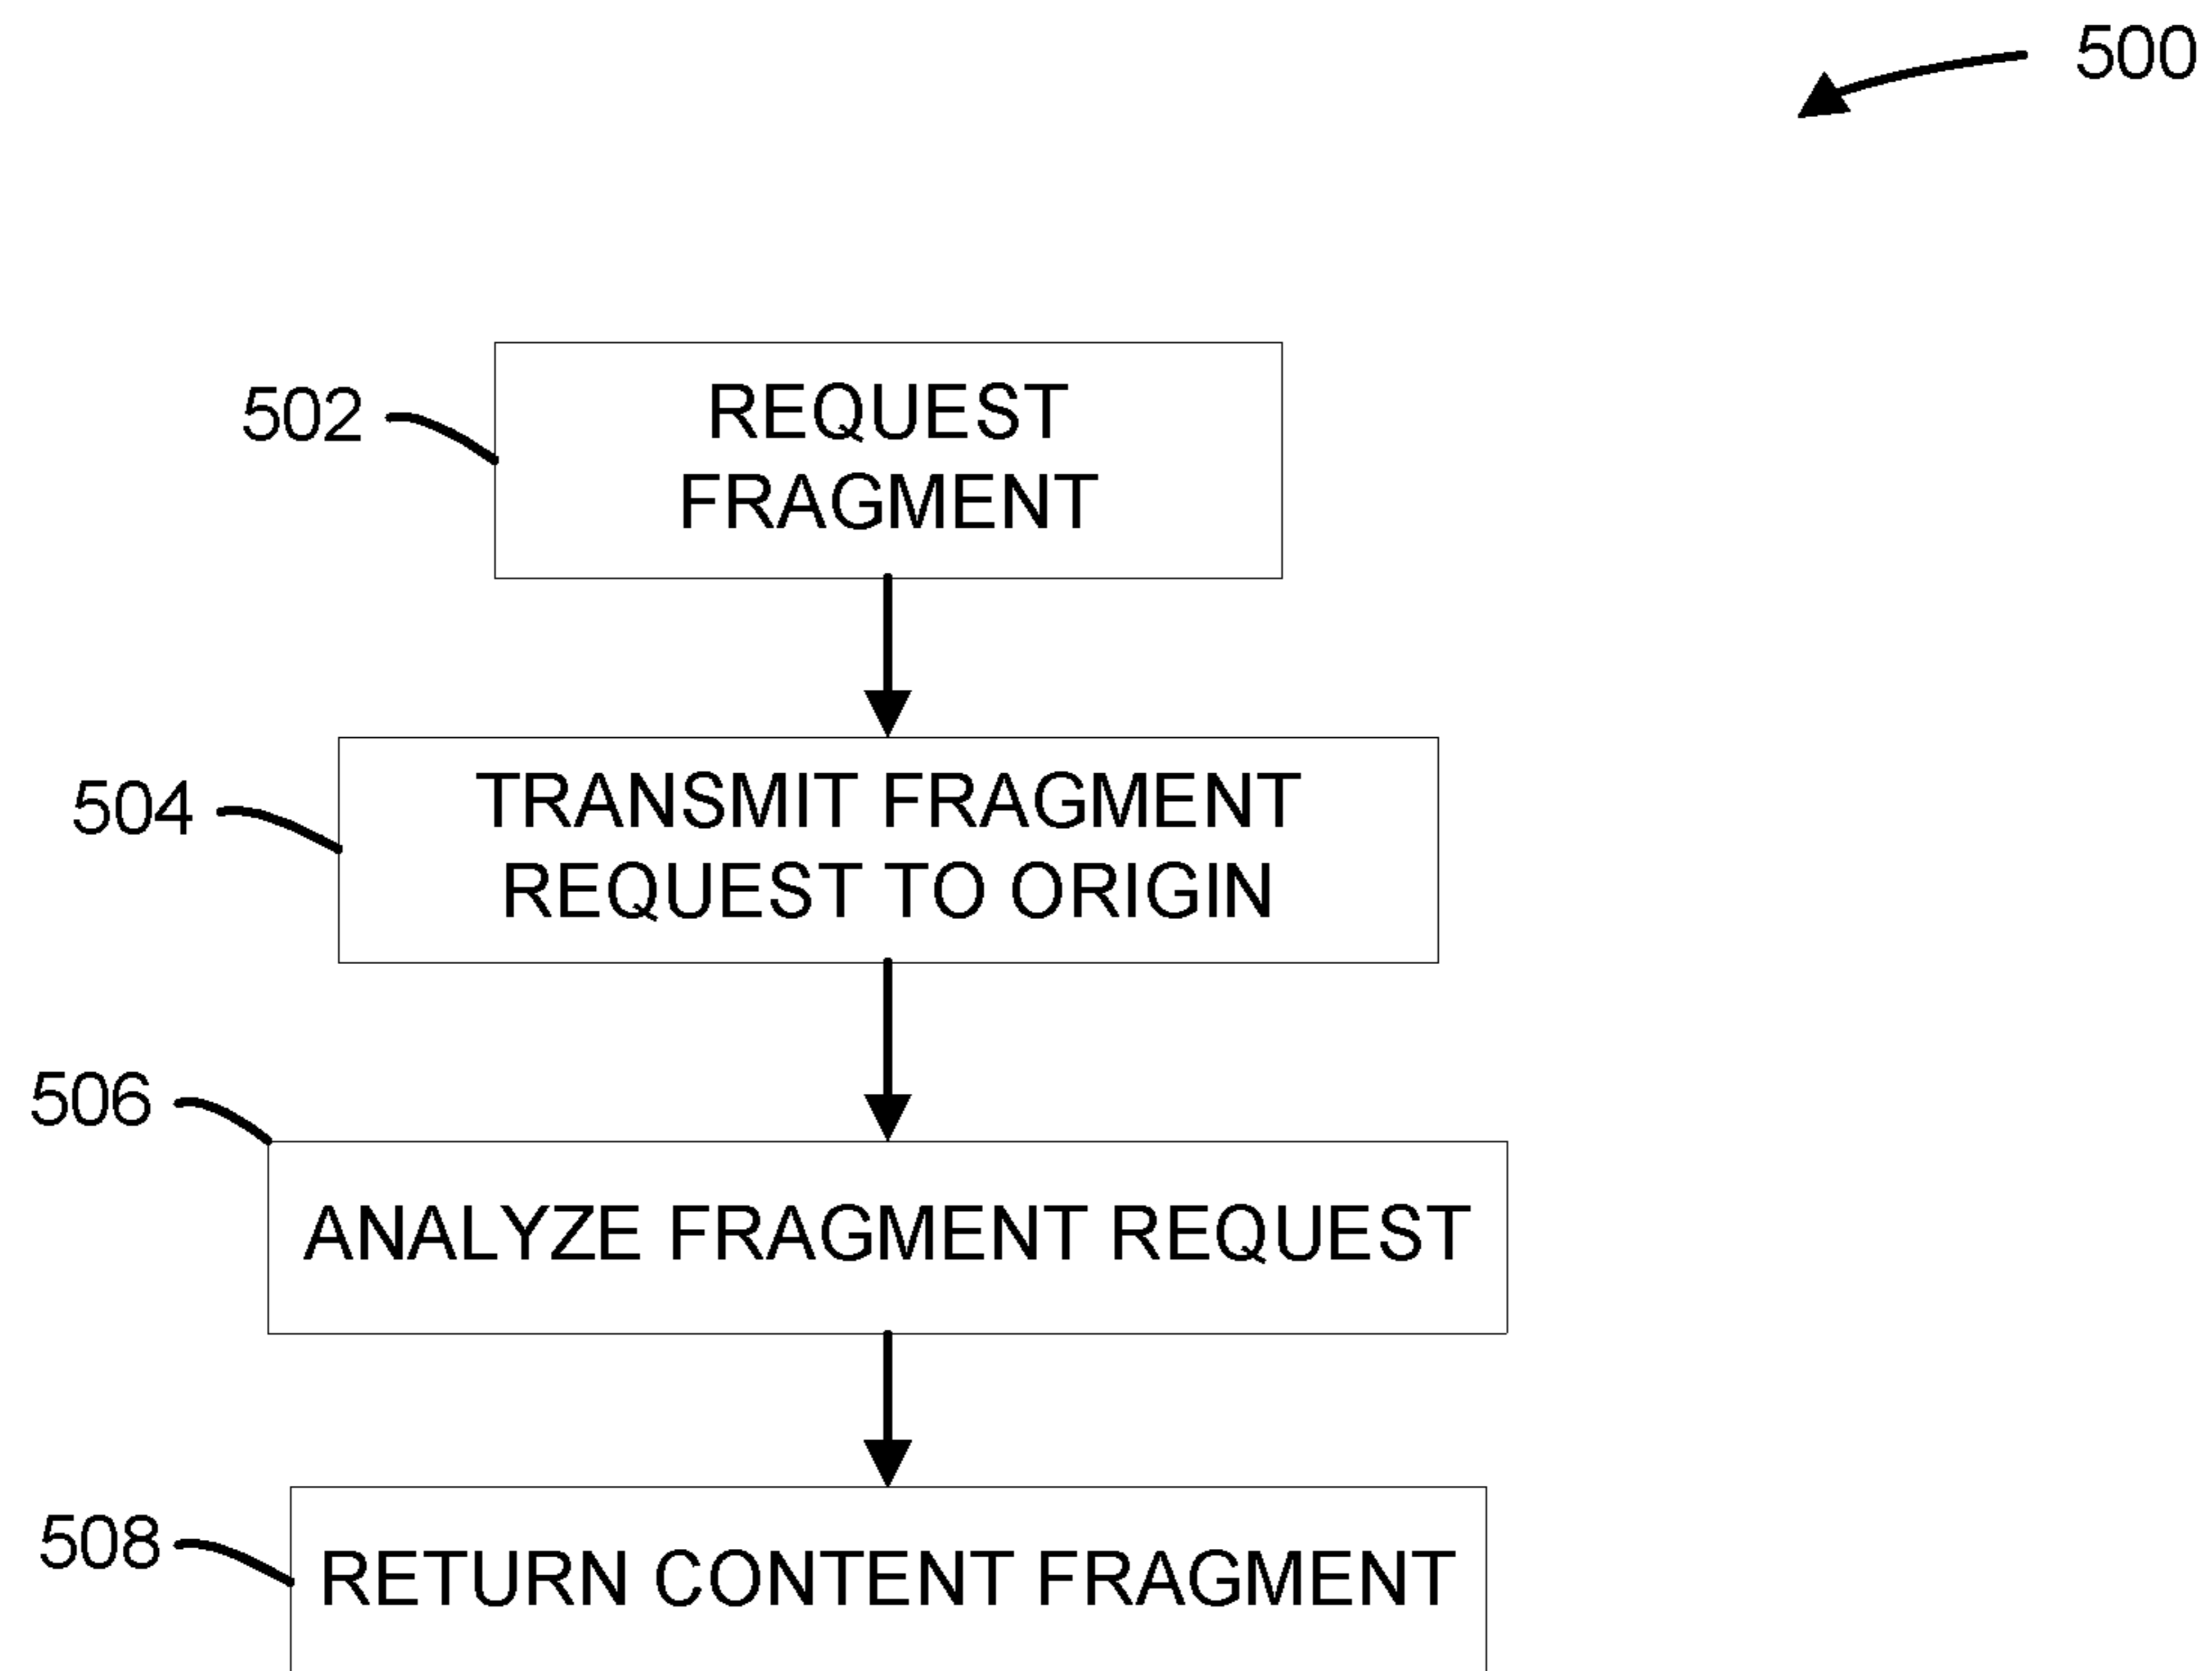 500
502
REQUEST
FRAGMENT
504
TRANSMIT FRAGMENT
REQUEST TO ORIGIN
506
ANALYZE FRAGMENT REQUEST
508
RETURN CONTENT FRAGMENT